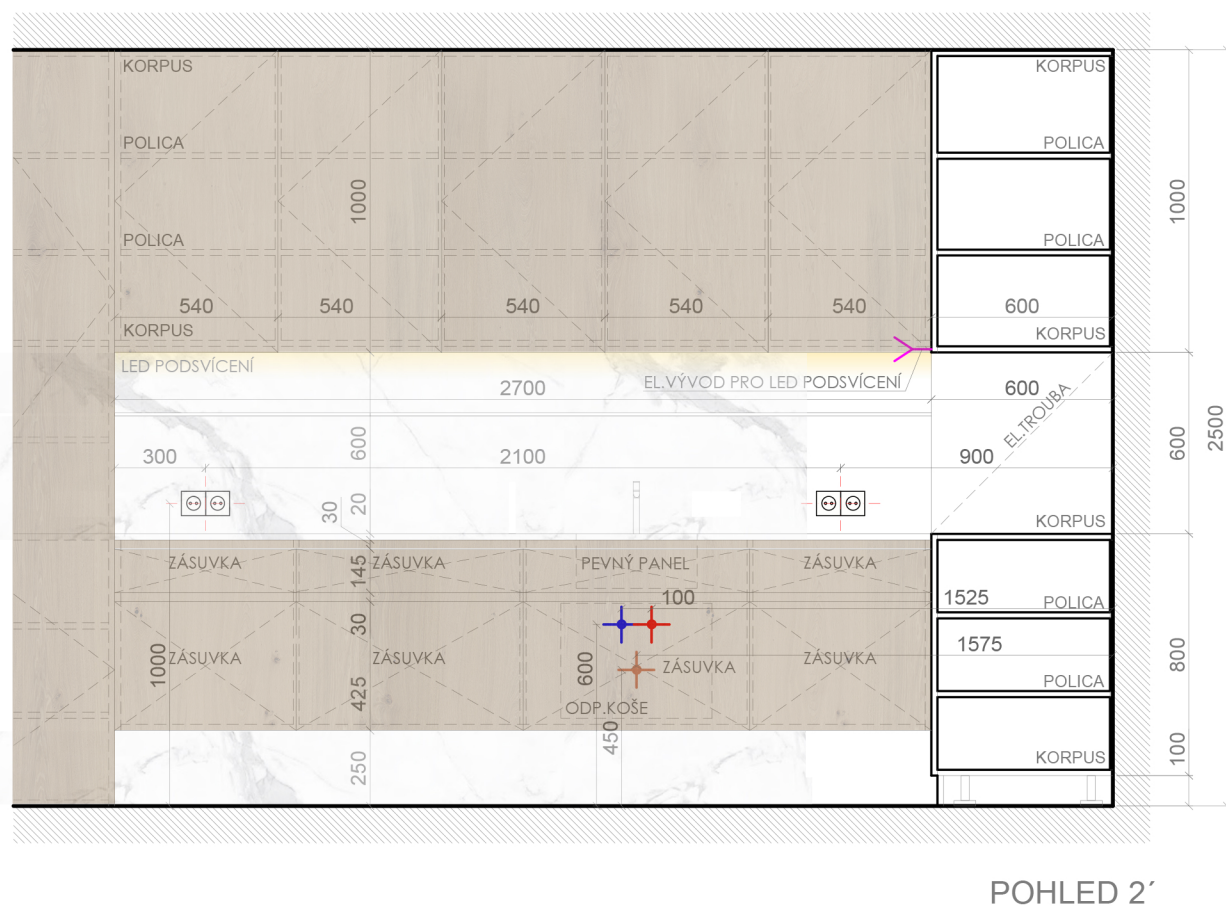 KORPUS
KORPUS
POLICA
POLICA
1000
1000
POLICA
POLICA
540
540
540
540
540
600
KORPUS
KORPUS
LED PODSVÍCENÍ
EL.VÝVOD PRO LED PODSVÍCENÍ
2700
600
EL.TROUBA
2500
600
600
300
2100
900
30
20
KORPUS
ZÁSUVKA
145
ZÁSUVKA
PEVNÝ PANEL
ZÁSUVKA
100
1525
POLICA
30
1575
1000
ZÁSUVKA
ZÁSUVKA
600
ZÁSUVKA
ZÁSUVKA
800
POLICA
425
ODP.KOŠE
450
250
KORPUS
100
POHLED 2´